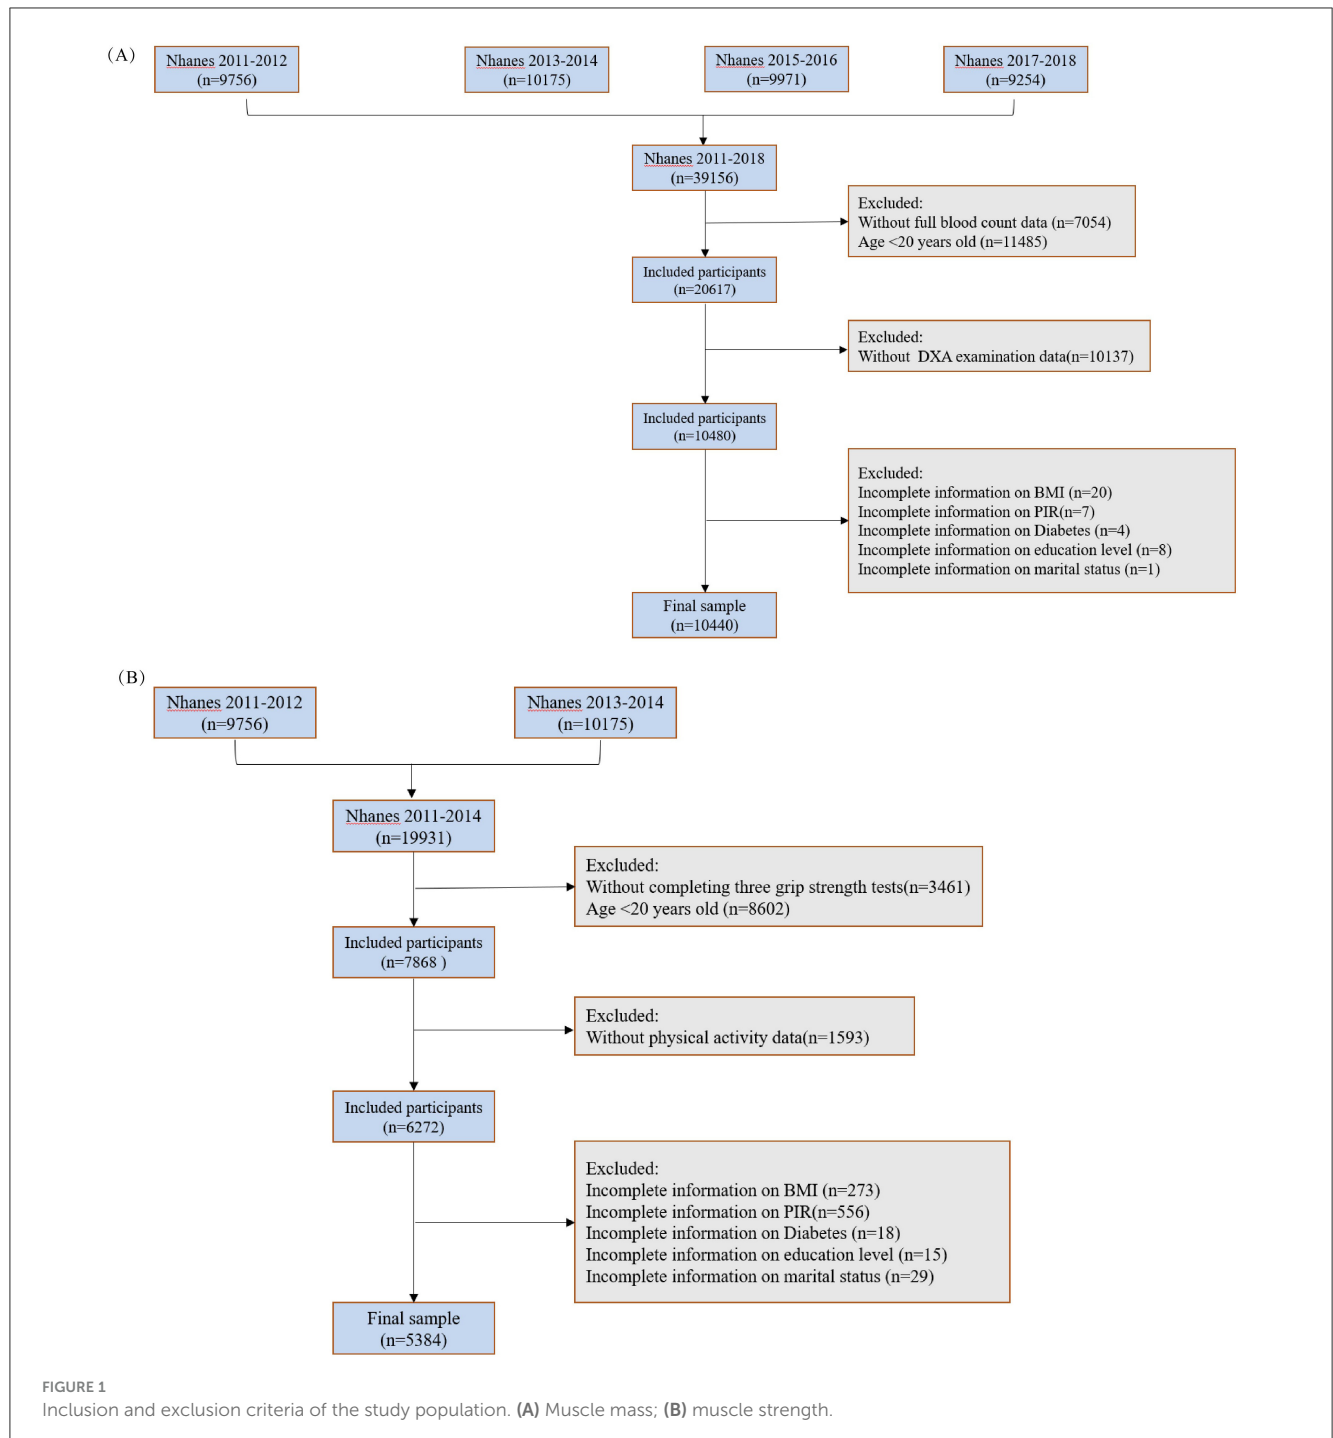 (A)
Nhanes 2011-2012
(n=9756)
Nhanes 2013-2014
(n=10175)
Nhanes 2015-2016
(n=9971)
Nhanes 2017-2018
(n=9254)
Nhanes 2011-2018
(n=39156)
Excluded:
Without full blood count data (n=7054)
Age <20 years old (n=11485)
Included participants
(n=20617)
Excluded:
Without DXA examination data(n=10137)
Included participants
(n=10480)
Excluded:
Incomplete information on BMI (n=20)
Incomplete information on PIR(n=7)
Incomplete information on Diabetes (n=4)
Incomplete information on education level (n=8)
Incomplete information on marital status (n=1)
Final sample
(n=10440)
(B)
Nhanes 2011-2012
(n=9756)
Nhanes 2013-2014
(n=10175)
Nhanes 2011-2014
(n=19931)
Excluded:
Without completing three grip strength tests(n=3461)
Age <20 years old (n=8602)
Included participants
(n=7868 )
Excluded:
Without physical activity data(n=1593)
Included participants
(n=6272)
Excluded:
Incomplete information on BMI (n=273)
Incomplete information on PIR(n=556)
Incomplete information on Diabetes (n=18)
Incomplete information on education level (n=15)
Incomplete information on marital status (n=29)
Final sample
(n=5384)
FIGURE 1
Inclusion and exclusion criteria of the study population. (A) Muscle mass; (B) muscle strength.